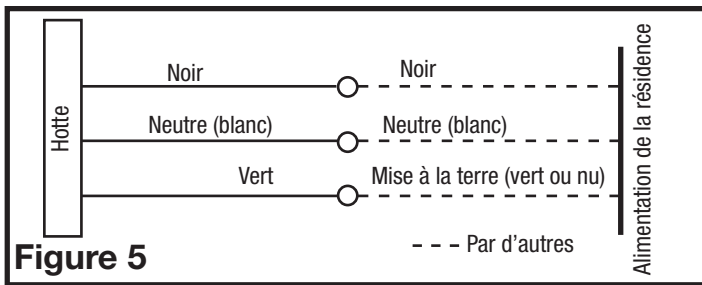 Hotte
Noir
Noir
Neutre (blanc)
Neutre (blanc)
Vert
Mise à la terre (vert ou nu)
Alimentation de la résidence
- - - Par d'autres
Figure 5